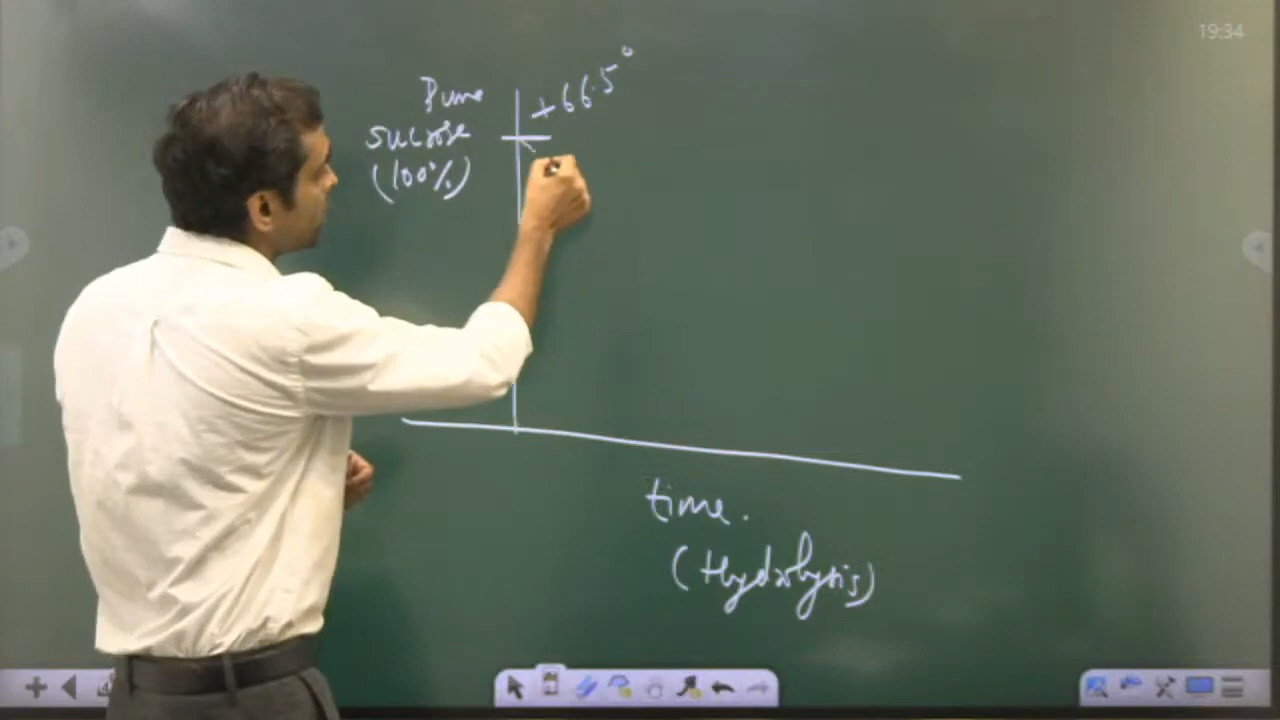 19:34
Pure
sucrose
(100%)
+66.5°
time.
(Hydrolysis)